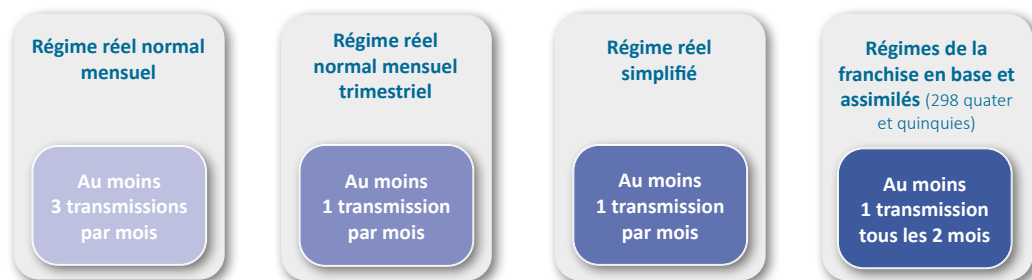 Régime réel normal
mensuel
Au moins
3 transmissions
par mois
Régime réel
normal mensuel
trimestriel
Au moins
1 transmission
par mois
Régime réel
simplifié
Au moins
1 transmission
par mois
Régimes de la
franchise en base et
assimilés (298 quater
et quinquies)
Au moins
1 transmission
tous les 2 mois